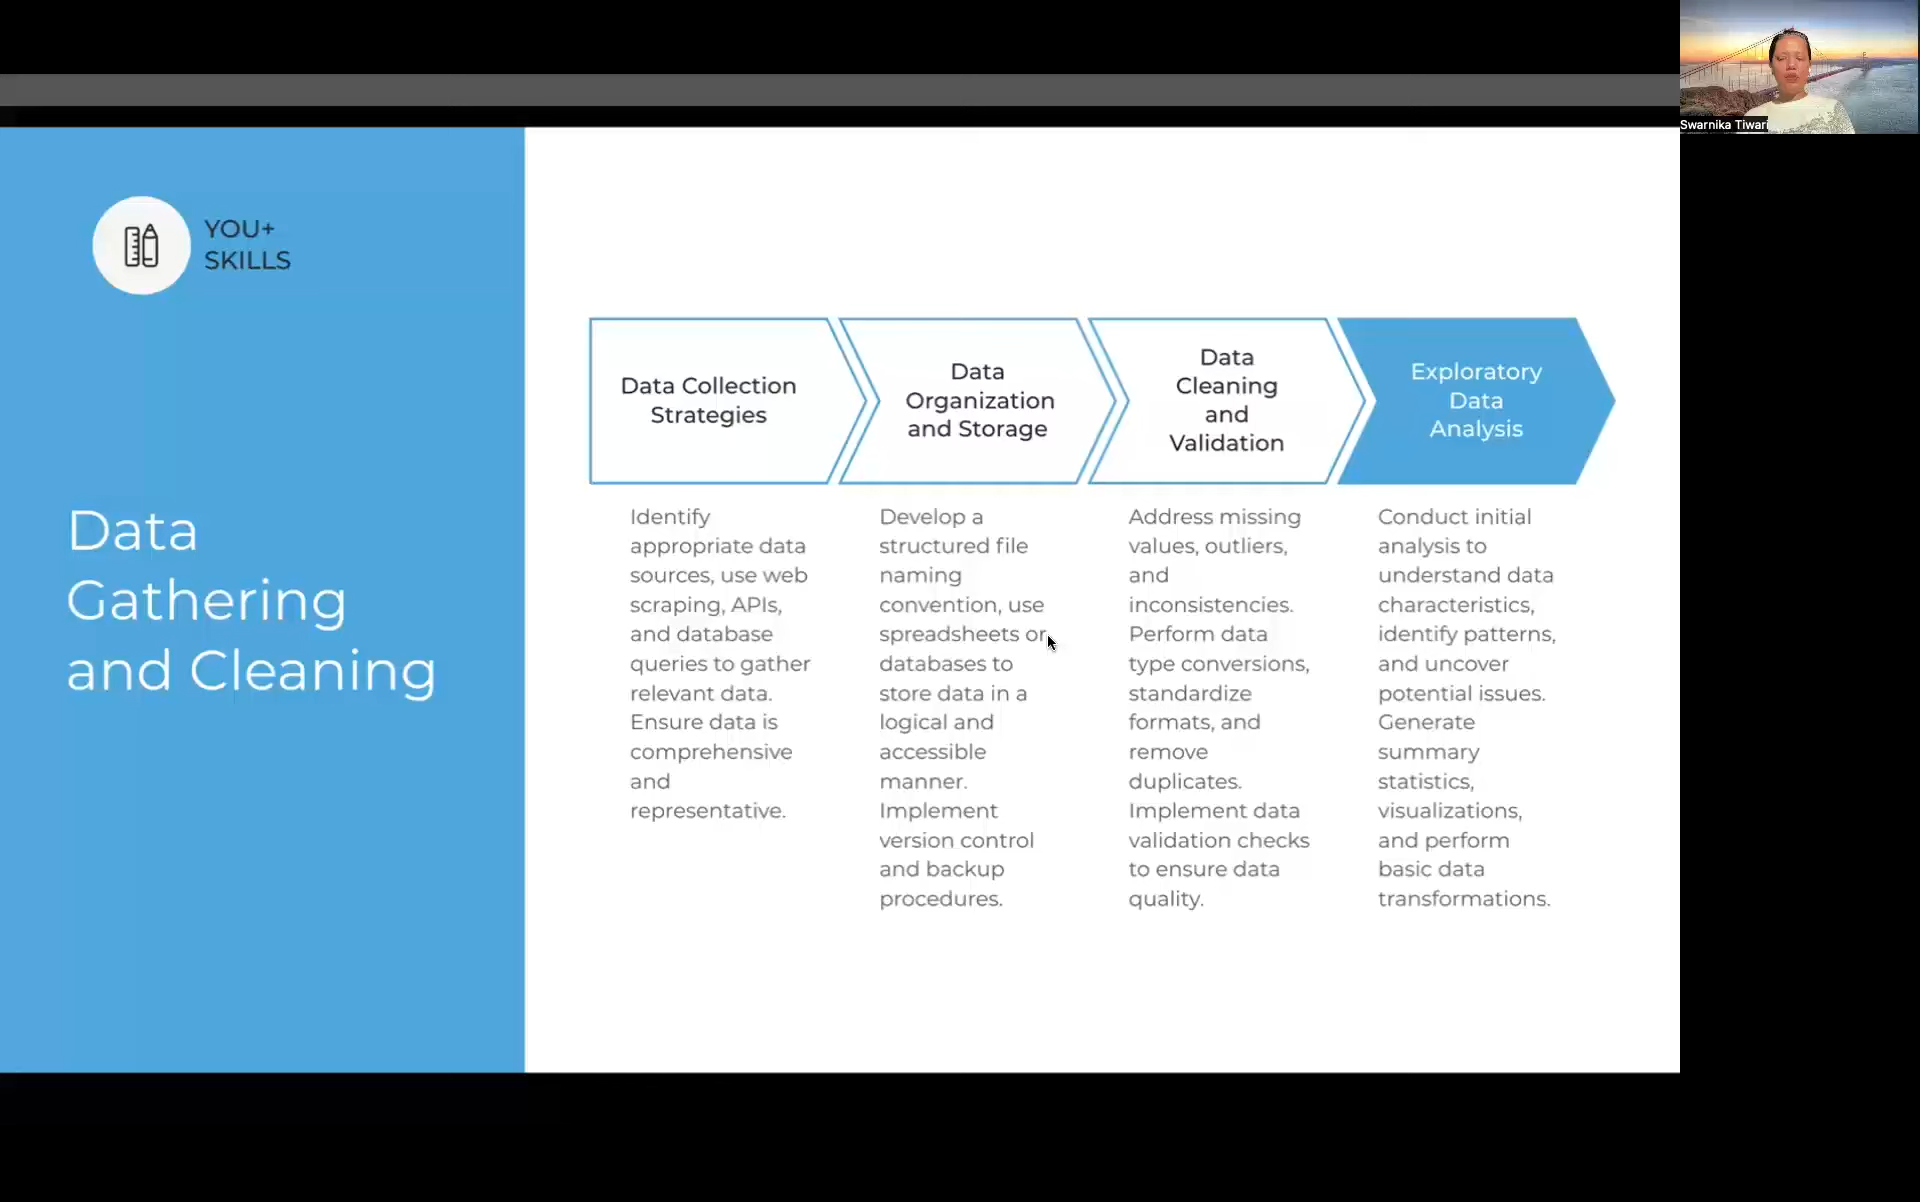 Swarnika Tiwari
YOU+
SKILLS
Data
Gathering
and Cleaning
Data Collection
Strategies
Identify
appropriate data
sources, use web
scraping, APIs,
and database
queries to gather
relevant data.
Ensure data is
comprehensive
and
representative.
Data
Organization
and Storage
Develop a
structured file
naming
convention, use
spreadsheets or
databases to
store data in a
logical and
accessible
manner.
Implement
version control
and backup
procedures.
Data
Cleaning
and
Validation
Address missing
values, outliers,
and
inconsistencies.
Perform data
type conversions,
standardize
formats, and
remove
duplicates.
Implement data
validation checks
to ensure data
quality.
Exploratory
Data
Analysis
Conduct initial
analysis to
understand data
characteristics,
identify patterns,
and uncover
potential issues.
Generate
summary
statistics,
visualizations,
and perform
basic data
transformations.